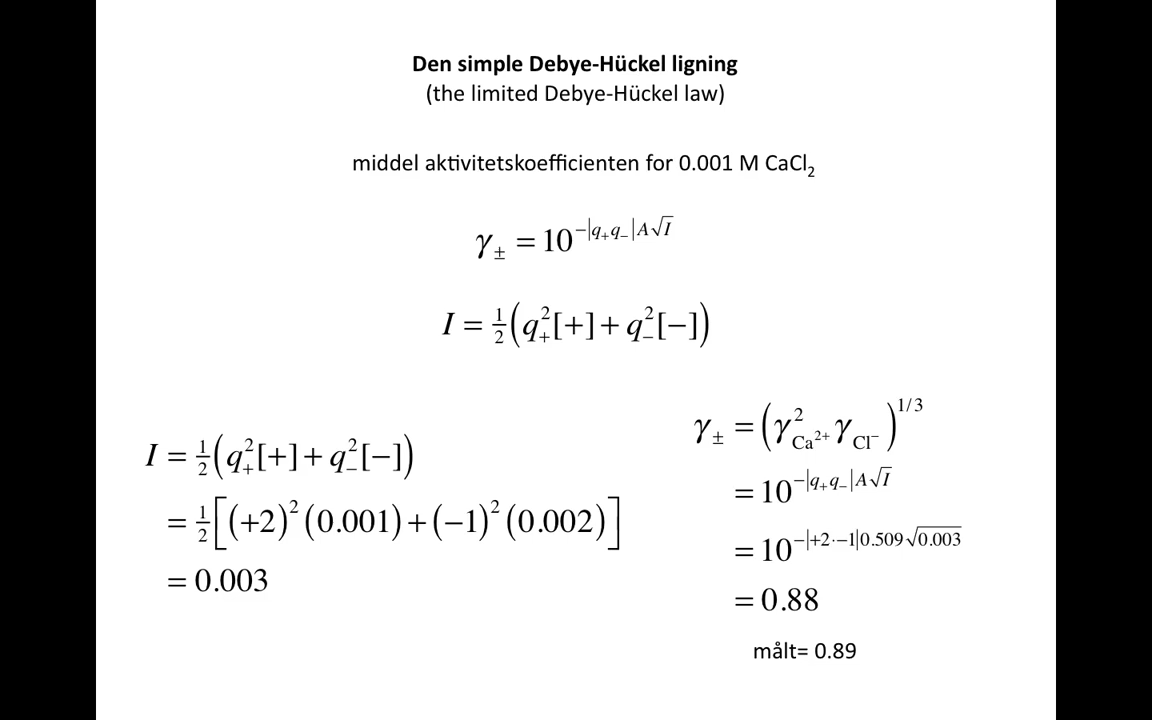 Den simple Debye-Hückel ligning
(the limited Debye-Hückel law)
middel aktivitetskoefficienten for 0.001 M CaCl₂
γ± = 10^(−|q₊q₋|A√I)
I = ½(q₊²[+] + q₋²[−])
I = ½(q₊²[+] + q₋²[−])
= ½[(+2)²(0.001) + (−1)²(0.002)]
= 0.003
γ± = (γ²Ca²⁺ γCl⁻)^(1/3)
= 10^(−|q₊q₋|A√I)
= 10^(−|+2·−1|0.509√0.003)
= 0.88
målt= 0.89